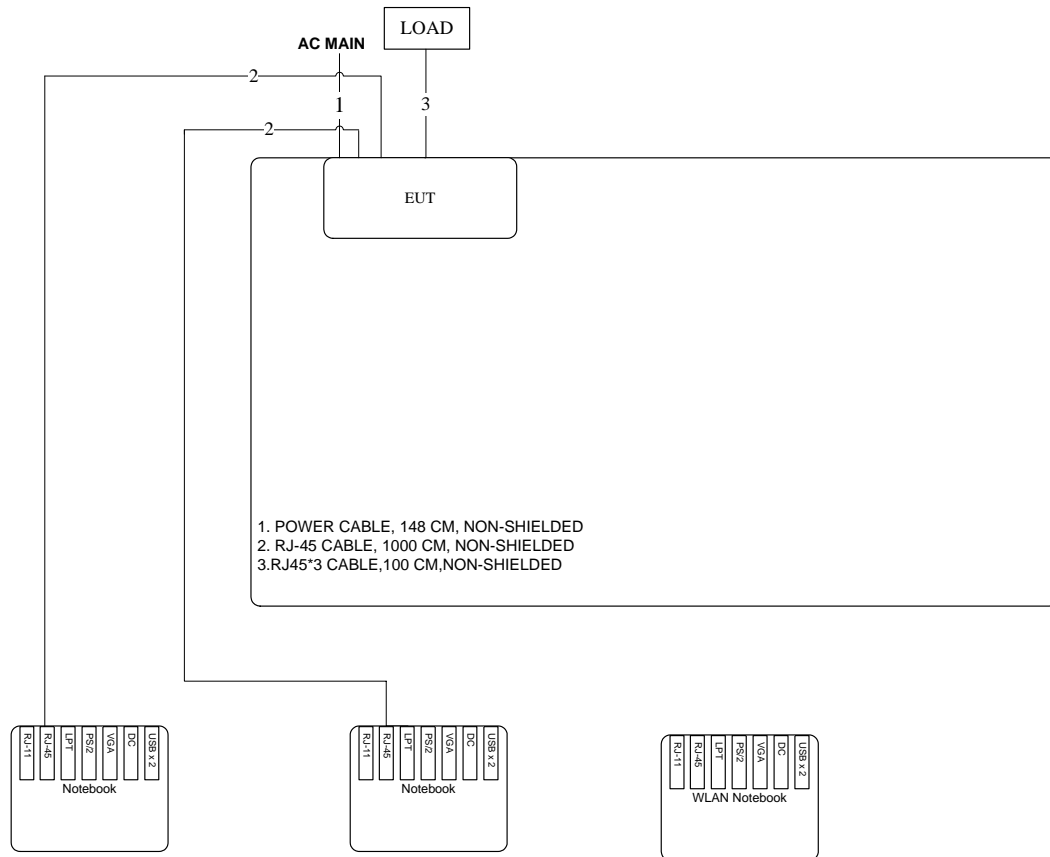 LOAD
AC MAIN
2
1
3
2
EUT
1. POWER CABLE, 148 CM, NON-SHIELDED
2. RJ-45 CABLE, 1000 CM, NON-SHIELDED
3.RJ45*3 CABLE,100 CM,NON-SHIELDED
RJ-11
RJ-45
LPT
PS/2
VGA
DC
USB x 2
Notebook
RJ-11
RJ-45
LPT
PS/2
VGA
DC
USB x 2
Notebook
RJ-11
RJ-45
LPT
PS/2
VGA
DC
USB x 2
WLAN Notebook